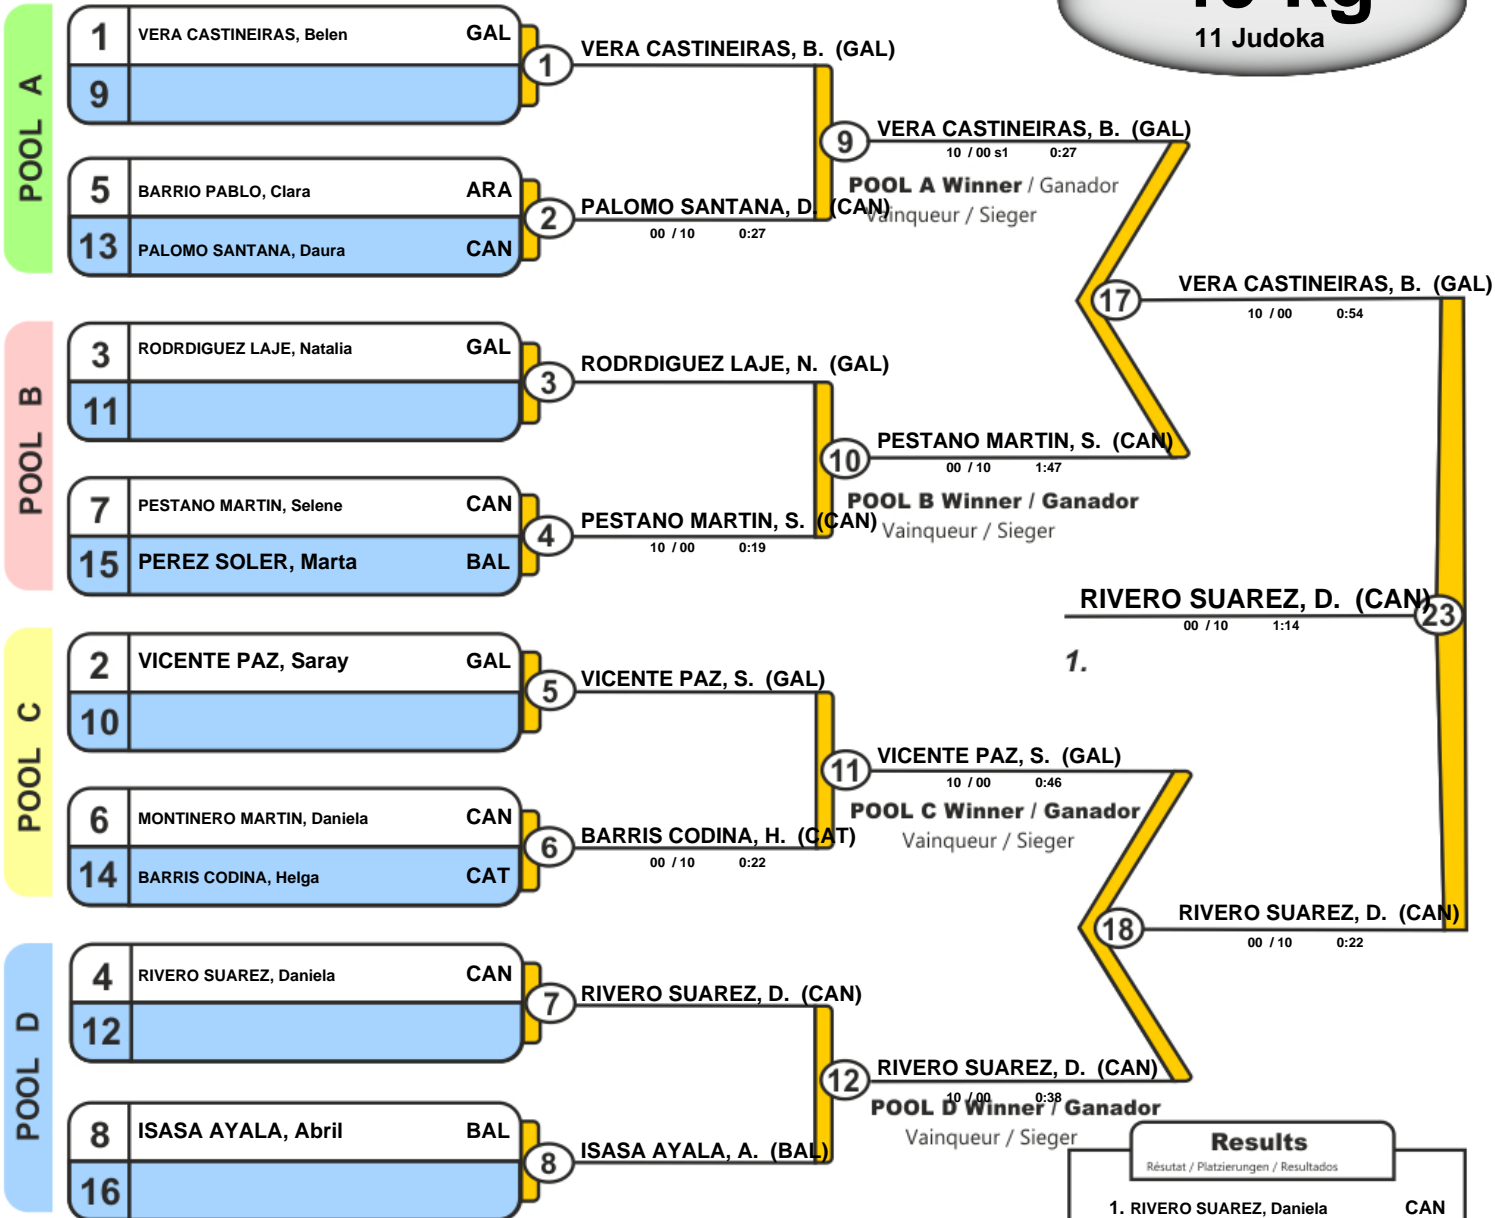 11 Judoka
POOL A
1 VERA CASTINEIRAS, Belen GAL
9
5 BARRIO PABLO, Clara ARA
13 PALOMO SANTANA, Daura CAN
1 VERA CASTINEIRAS, B. (GAL)
2 PALOMO SANTANA, D. (CAN)
00 / 10 0:27
9 VERA CASTINEIRAS, B. (GAL)
10 / 00 s1 0:27
POOL A Winner / Ganador
Vainqueur / Sieger
POOL B
3 RODRDIGUEZ LAJE, Natalia GAL
11
7 PESTANO MARTIN, Selene CAN
15 PEREZ SOLER, Marta BAL
3 RODRDIGUEZ LAJE, N. (GAL)
4 PESTANO MARTIN, S. (CAN)
10 / 00 0:19
10 PESTANO MARTIN, S. (CAN)
00 / 10 1:47
POOL B Winner / Ganador
Vainqueur / Sieger
17 VERA CASTINEIRAS, B. (GAL)
10 / 00 0:54
RIVERO SUAREZ, D. (CAN) 23
00 / 10 1:14
1.
POOL C
2 VICENTE PAZ, Saray GAL
10
6 MONTINERO MARTIN, Daniela CAN
14 BARRIS CODINA, Helga CAT
5 VICENTE PAZ, S. (GAL)
6 BARRIS CODINA, H. (CAT)
00 / 10 0:22
11 VICENTE PAZ, S. (GAL)
10 / 00 0:46
POOL C Winner / Ganador
Vainqueur / Sieger
18 RIVERO SUAREZ, D. (CAN)
00 / 10 0:22
POOL D
4 RIVERO SUAREZ, Daniela CAN
12
8 ISASA AYALA, Abril BAL
16
7 RIVERO SUAREZ, D. (CAN)
8 ISASA AYALA, A. (BAL)
12 RIVERO SUAREZ, D. (CAN)
10 / 00 0:38
POOL D Winner / Ganador
Vainqueur / Sieger
Results
Résutat / Platzierungen / Resultados
1. RIVERO SUAREZ, Daniela CAN